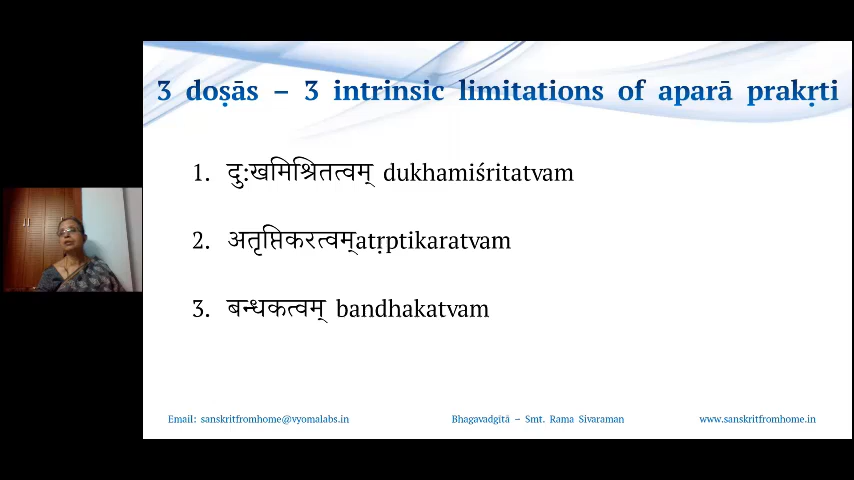 3 doṣās – 3 intrinsic limitations of aparā prakṛti
1. दुःखमिश्रितत्वम् dukhamiśritatvam
2. अतृप्तिकरत्वम्atṛptikaratvam
3. बन्धकत्वम् bandhakatvam
Email: sanskritfromhome@vyomalabs.in Bhagavadgītā – Smt. Rama Sivaraman www.sanskritfromhome.in